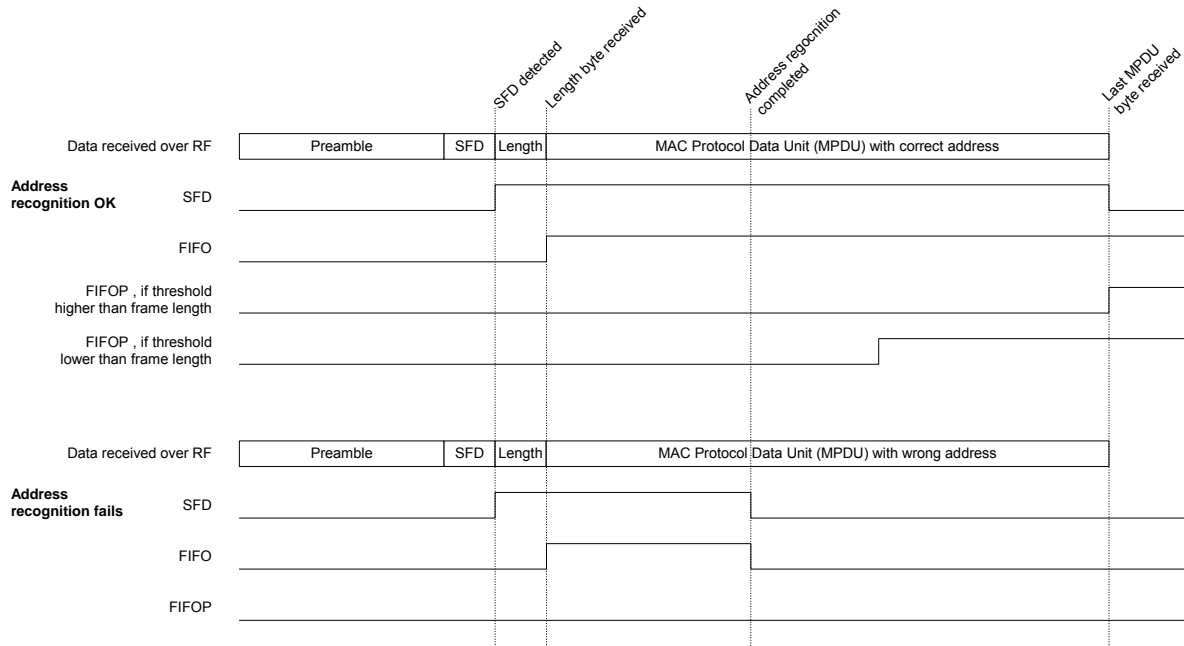 SFD detected
Length byte received
Address regocnition
completed
Last MPDU
byte received
Data received over RF
Preamble
SFD
Length
MAC Protocol Data Unit (MPDU) with correct address
Address
recognition OK
SFD
FIFO
FIFOP , if threshold
higher than frame length
FIFOP , if threshold
lower than frame length
Data received over RF
Preamble
SFD
Length
MAC Protocol Data Unit (MPDU) with wrong address
Address
recognition fails
SFD
FIFO
FIFOP